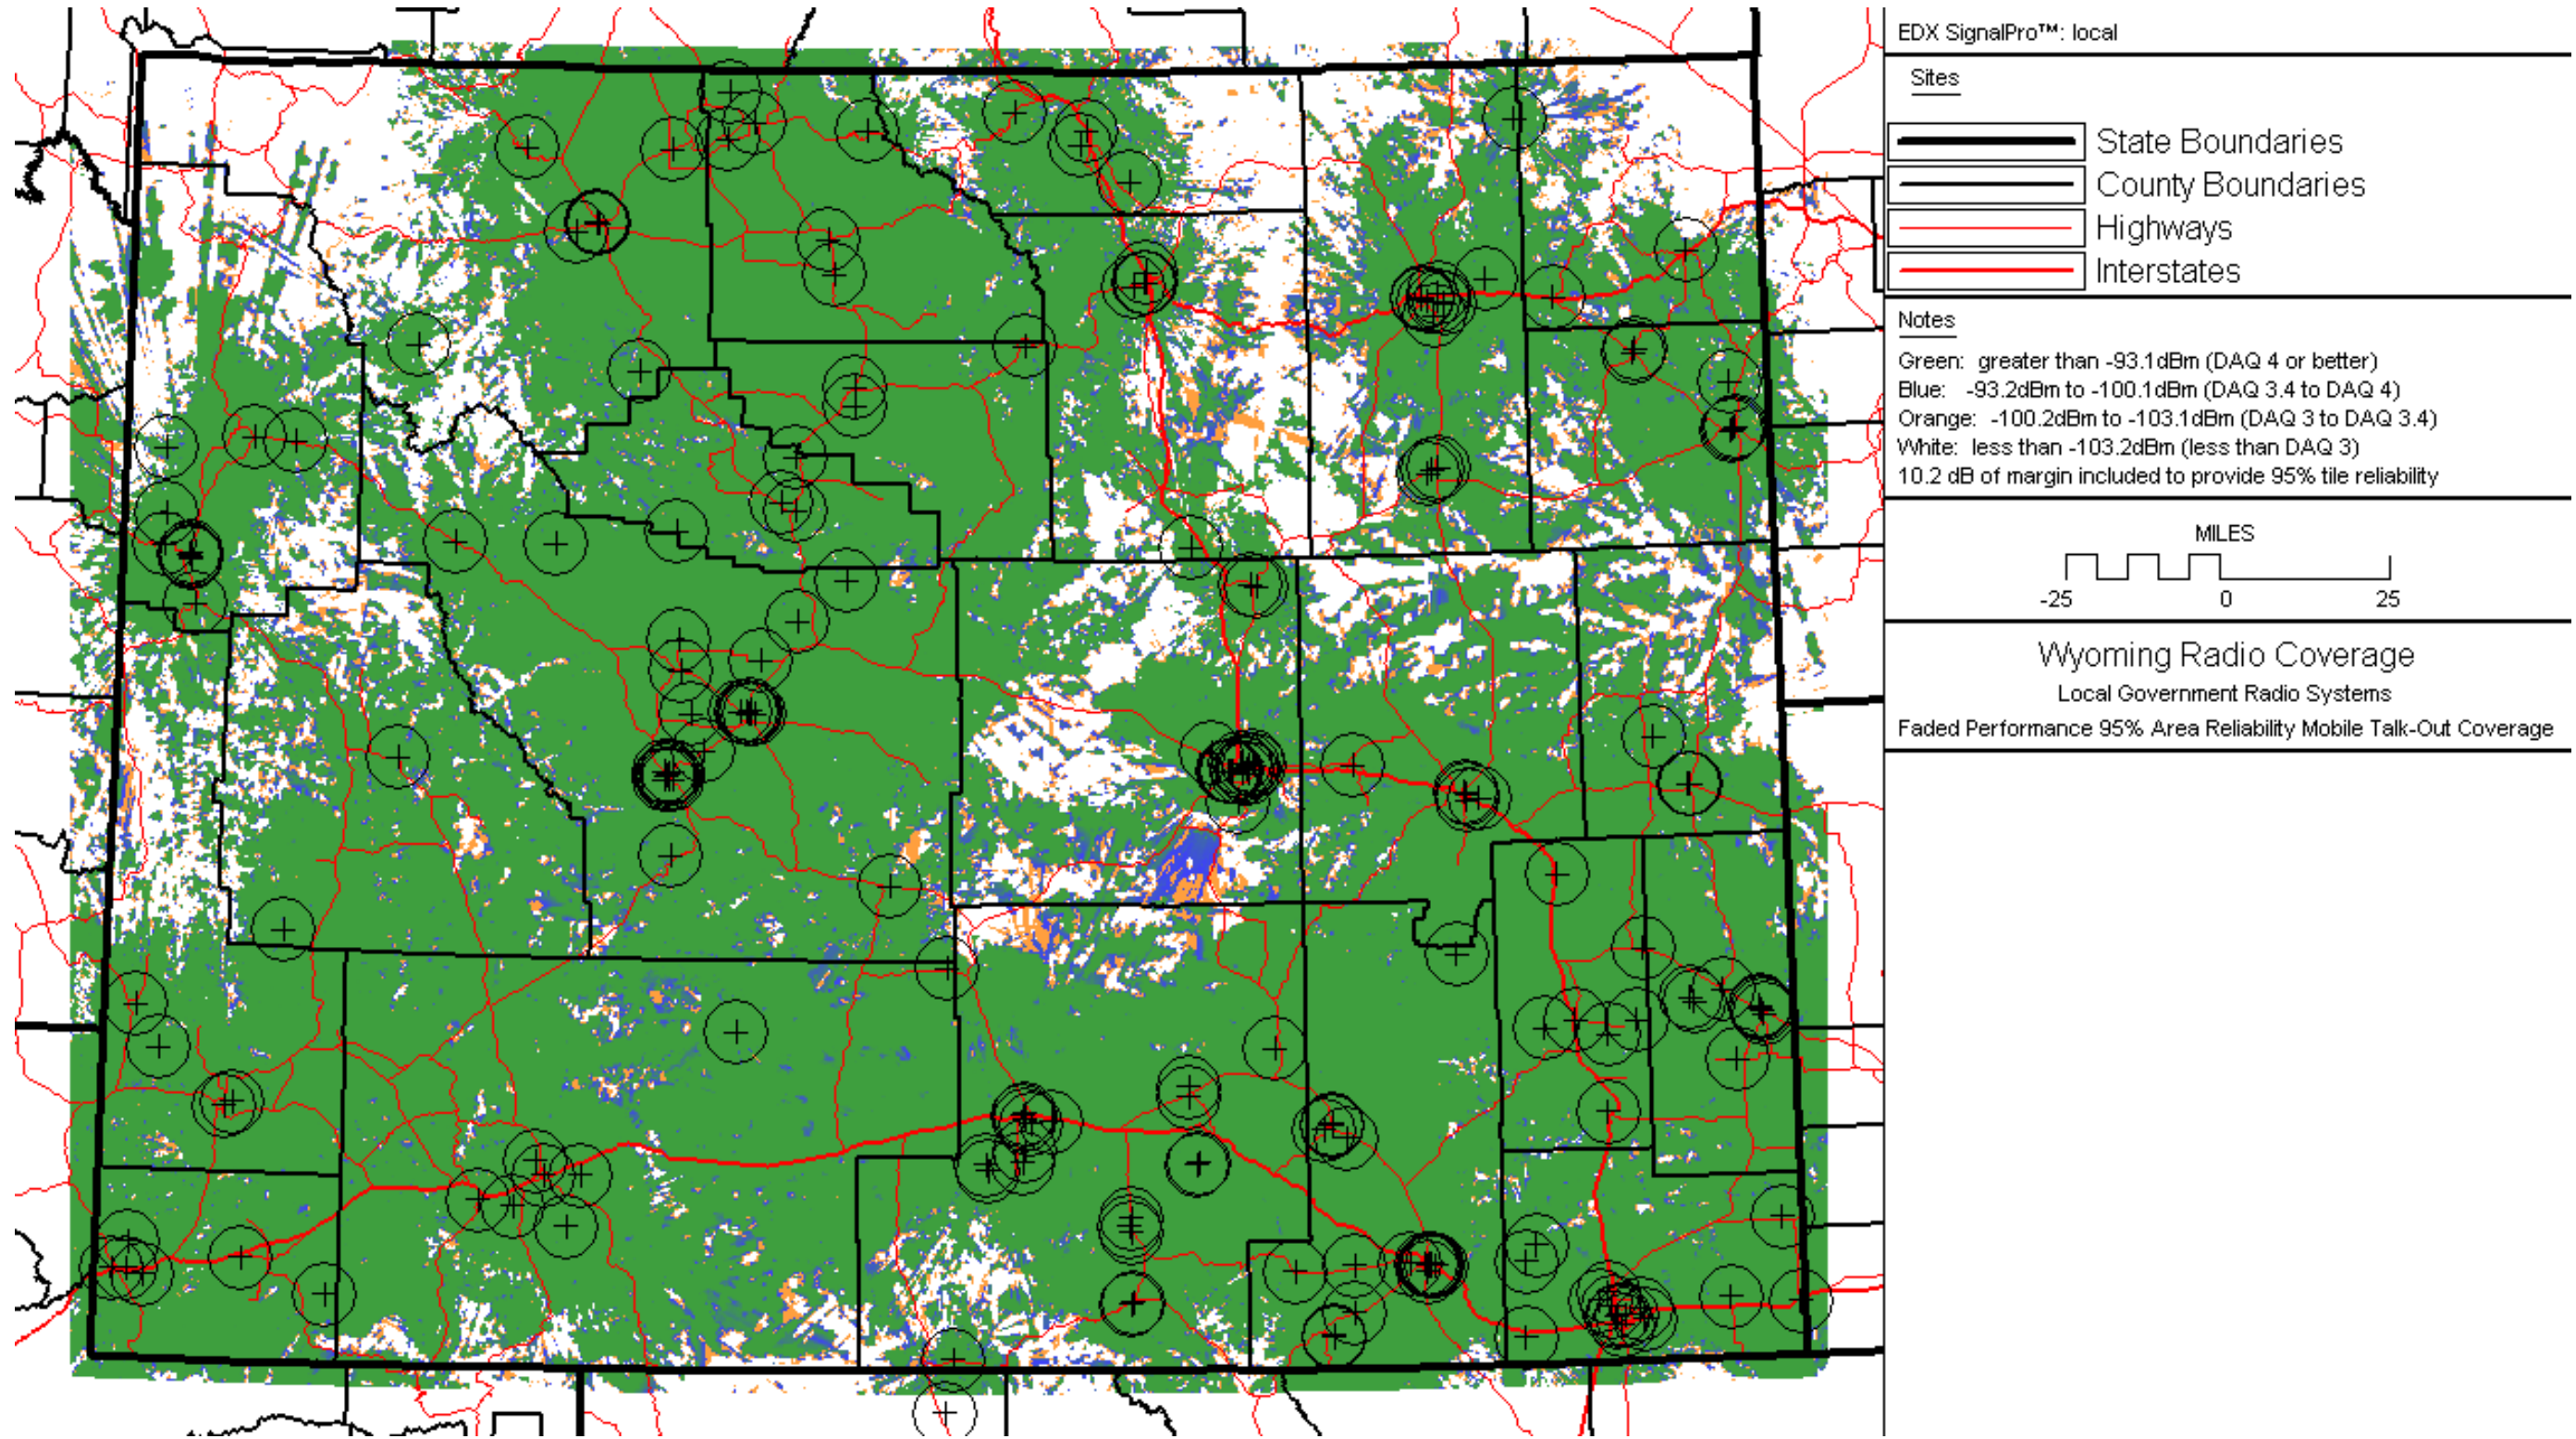 EDX SignalPro™: local
Sites
State Boundaries
County Boundaries
Highways
Interstates
Notes
Green:  greater than -93.1dBm (DAQ 4 or better)
Blue:   -93.2dBm to -100.1dBm (DAQ 3.4 to DAQ 4)
Orange:  -100.2dBm to -103.1dBm (DAQ 3 to DAQ 3.4)
White:  less than -103.2dBm (less than DAQ 3)
10.2 dB of margin included to provide 95% tile reliability
MILES
-25 0 25
Wyoming Radio Coverage
Local Government Radio Systems
Faded Performance 95% Area Reliability Mobile Talk-Out Coverage